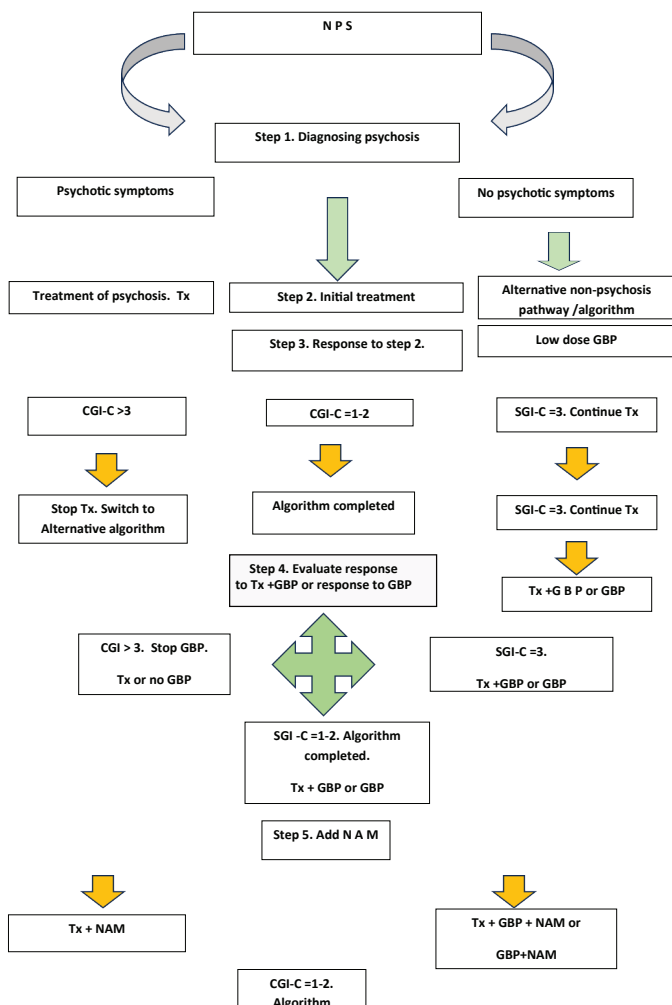 N P S
Step 1. Diagnosing psychosis
Psychotic symptoms
No psychotic symptoms
Treatment of psychosis. Tx
Step 2. Initial treatment
Alternative non-psychosis
pathway /algorithm
Step 3. Response to step 2.
Low dose GBP
CGI-C >3
CGI-C =1-2
SGI-C =3. Continue Tx
Stop Tx. Switch to
Alternative algorithm
Algorithm completed
SGI-C =3. Continue Tx
Step 4. Evaluate response
to Tx +GBP or response to GBP
Tx +G B P or GBP
CGI > 3. Stop GBP.
Tx or no GBP
SGI-C =3.
Tx +GBP or GBP
SGI -C =1-2. Algorithm
completed.
Tx + GBP or GBP
Step 5. Add N A M
Tx + NAM
Tx + GBP + NAM or
GBP+NAM
CGI-C =1-2.
Algorithm